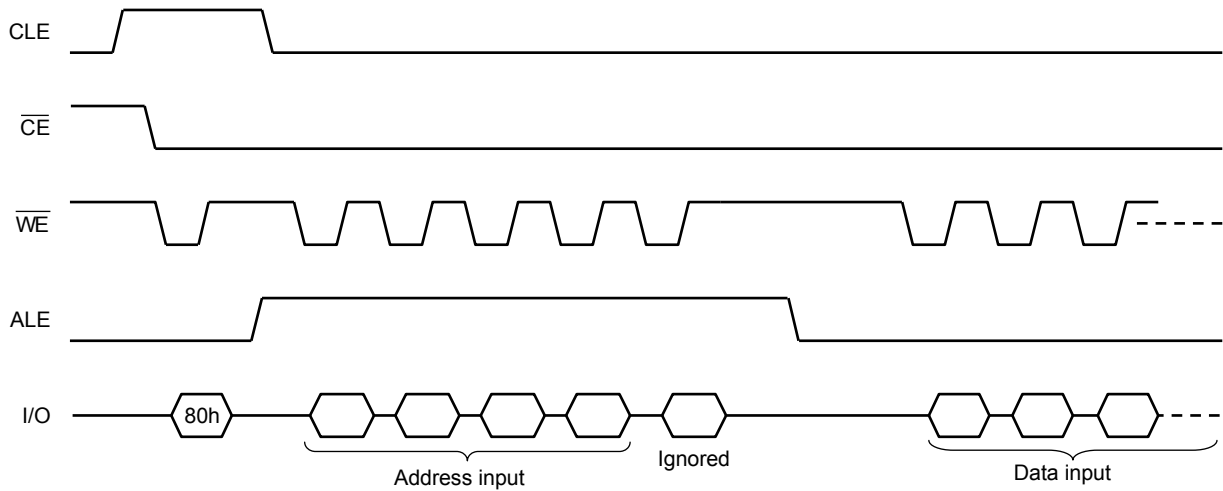 CLE
CE
WE
ALE
I/O
80h
Address input
Ignored
Data input